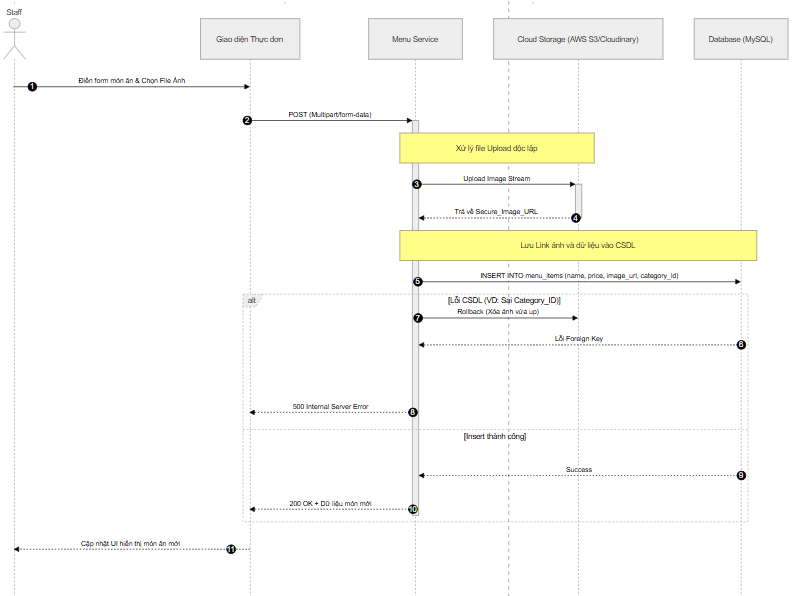 Staff
Giao diện Thực đơn
Menu Service
Cloud Storage (AWS S3/Cloudinary)
Database (MySQL)
1
Điền form món ăn & Chọn File Ảnh
2
POST (Multipart/form-data)
Xử lý file Upload độc lập
3
Upload Image Stream
Trả về Secure_Image_URL
4
Lưu Link ảnh và dữ liệu vào CSDL
5
INSERT INTO menu_items (name, price, image_url, category_id)
alt
[Lỗi CSDL (VD: Sai Category_ID)]
7
Rollback (Xóa ảnh vừa up)
Lỗi Foreign Key
6
500 Internal Server Error
8
[Insert thành công]
Success
9
200 OK + Dữ liệu món mới
10
Cập nhật UI hiển thị món ăn mới
11